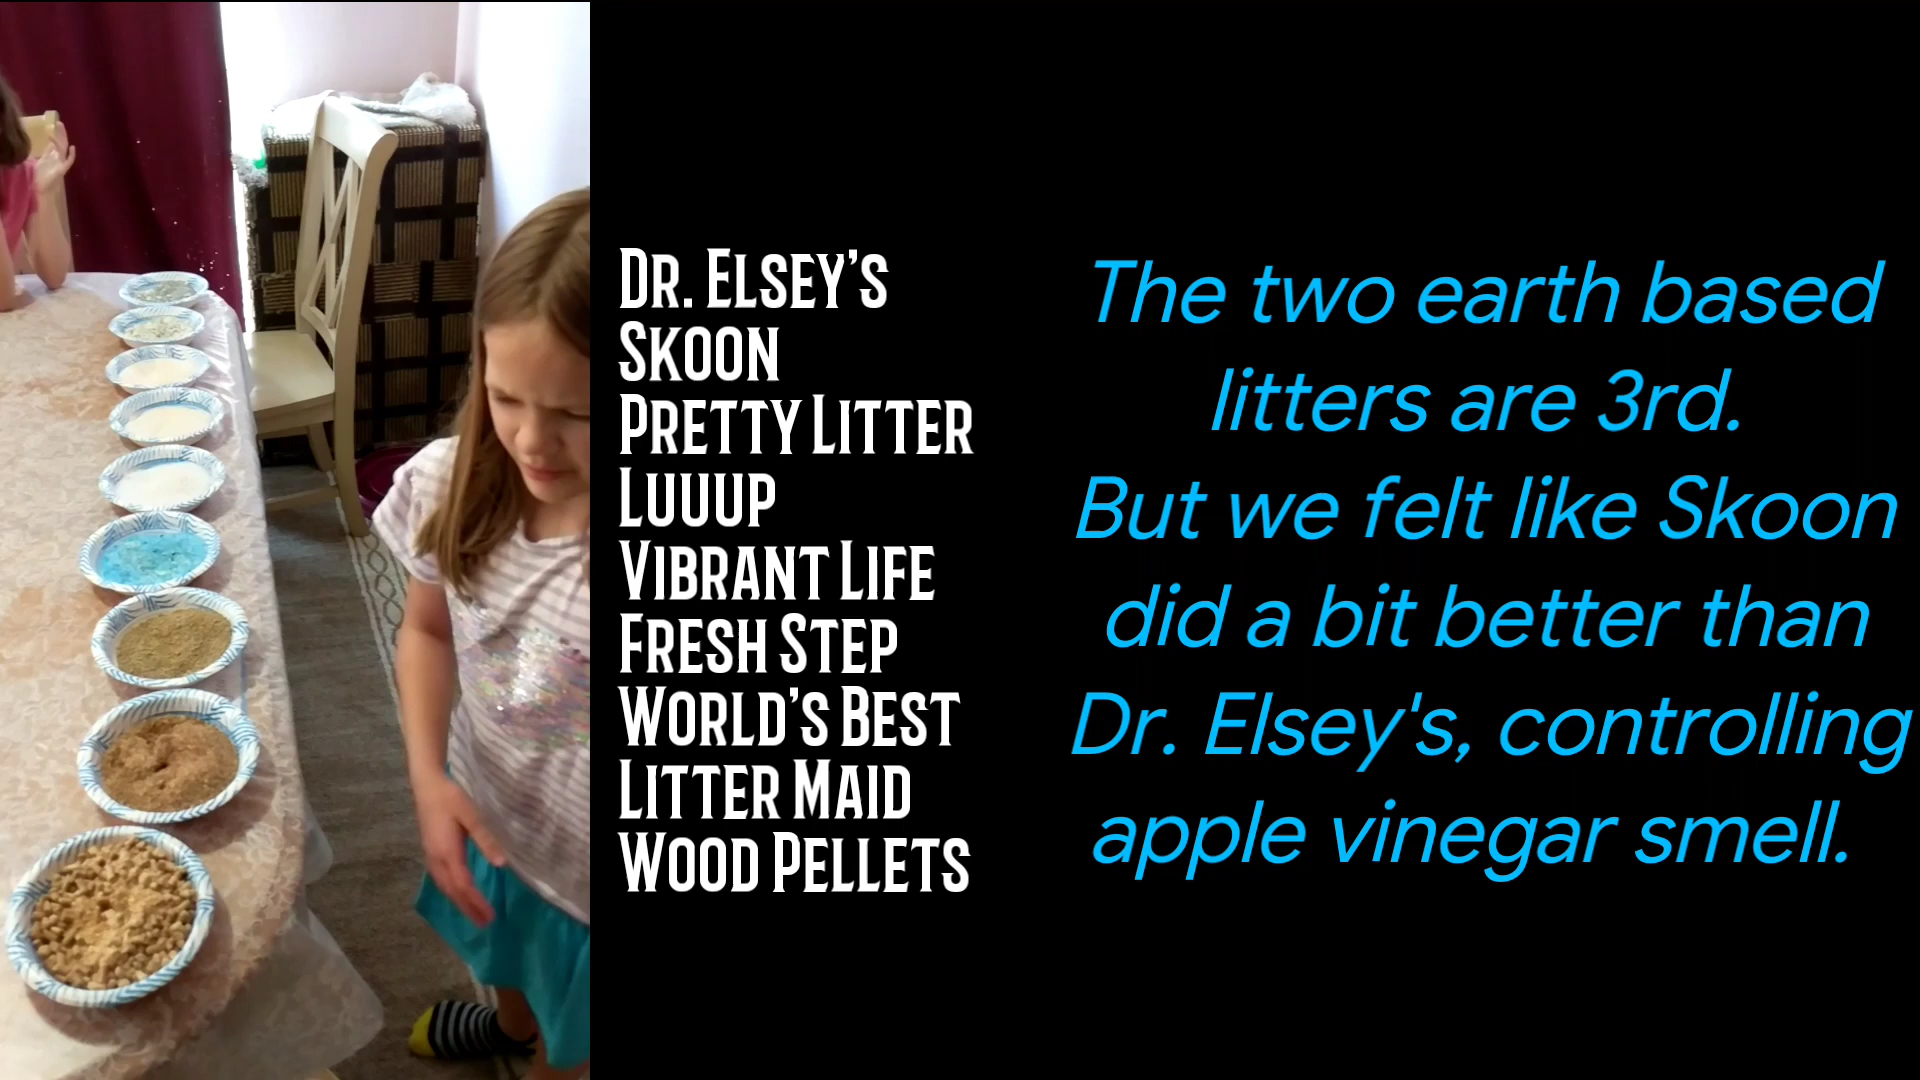 Dr. Elsey's
Skoon
Pretty Litter
Luuup
Vibrant Life
Fresh Step
World's Best
Litter Maid
Wood Pellets
The two earth based
litters are 3rd.
But we felt like Skoon
did a bit better than
Dr. Elsey's, controlling
apple vinegar smell.